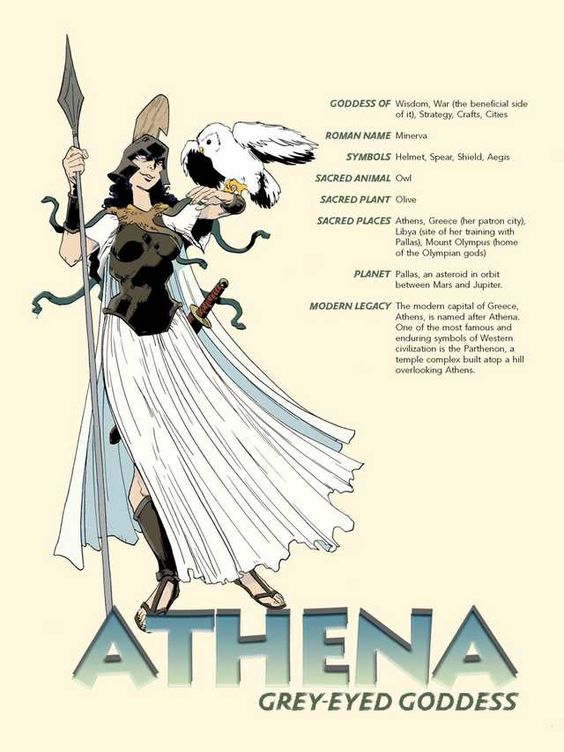 GODDESS OF Wisdom, War (the beneficial side
of it), Strategy, Crafts, Cities
ROMAN NAME Minerva
SYMBOLS Helmet, Spear, Shield, Aegis
SACRED ANIMAL Owl
SACRED PLANT Olive
SACRED PLACES Athens, Greece (her patron city),
Libya (site of her training with
Pallas), Mount Olympus (home
of the Olympian gods)
PLANET Pallas, an asteroid in orbit
between Mars and Jupiter.
MODERN LEGACY The modern capital of Greece,
Athens, is named after Athena.
One of the most famous and
enduring symbols of Western
civilization is the Parthenon, a
temple complex built atop a hill
overlooking Athens.
ATHENA
GREY-EYED GODDESS